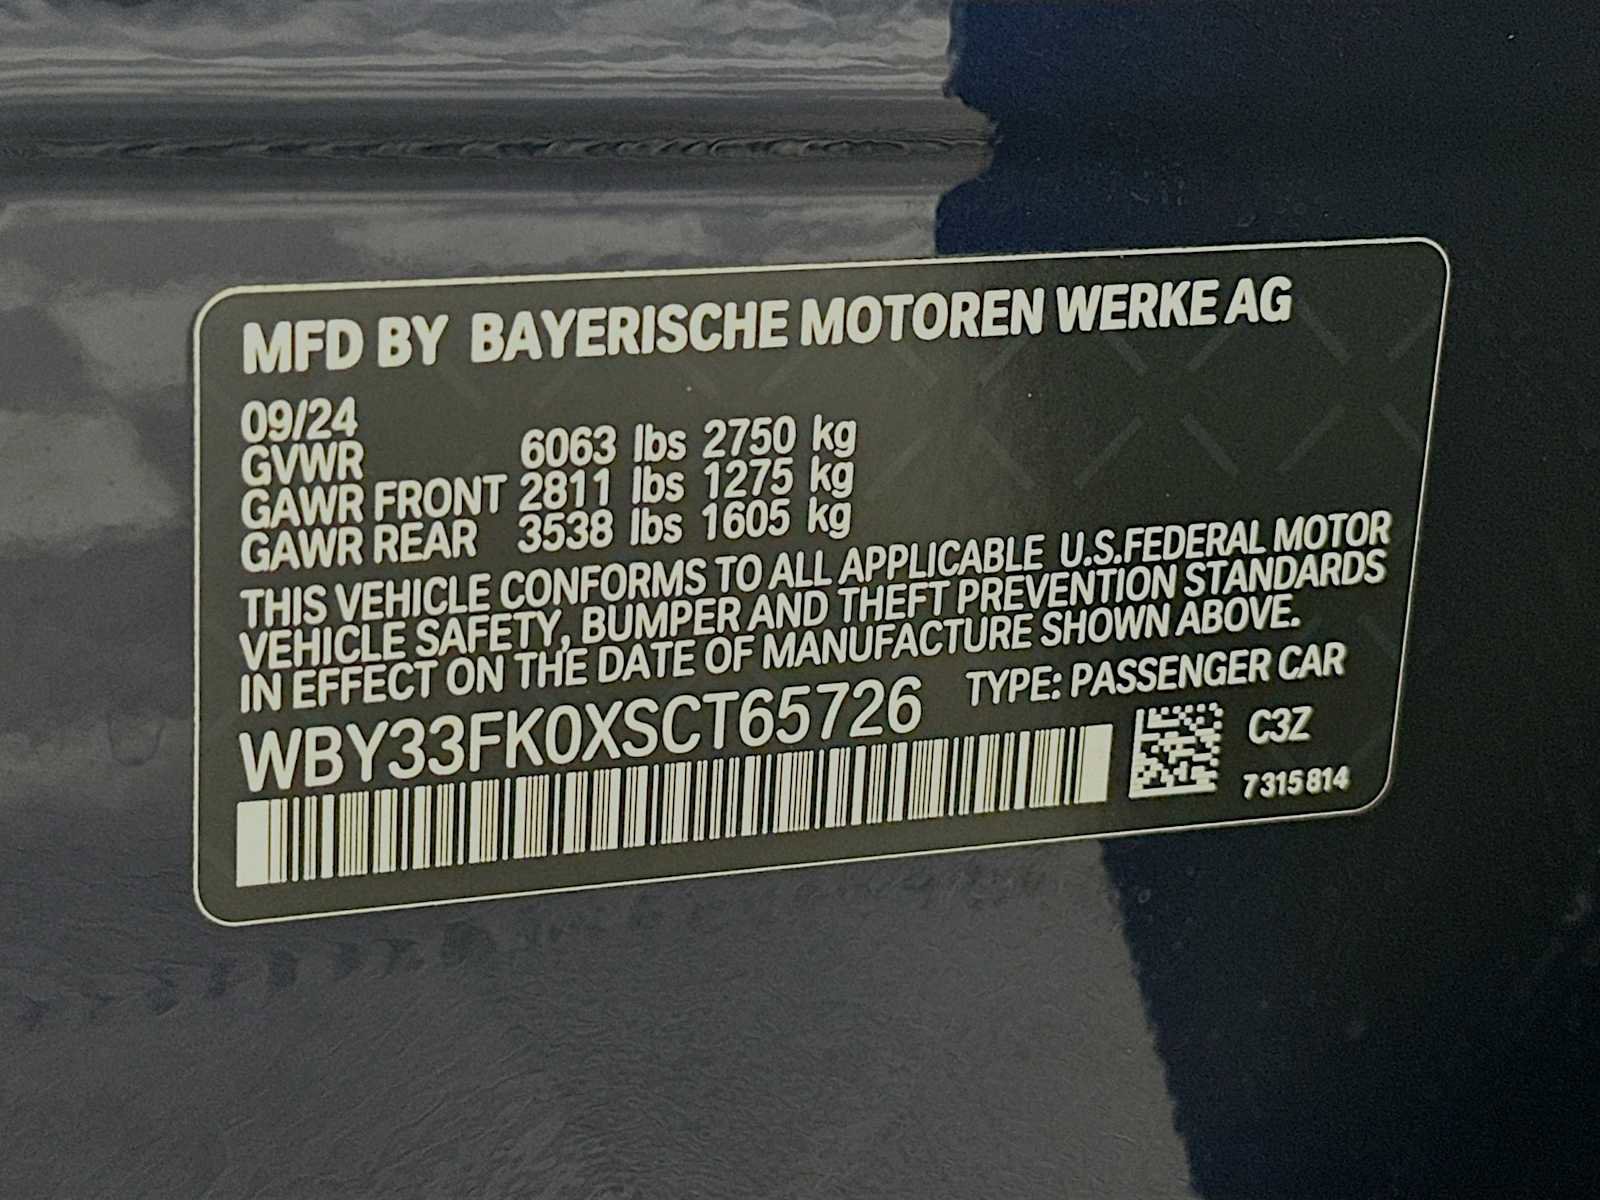 MFD BY BAYERISCHE MOTOREN WERKE AG
09/24
GVWR 6063 lbs 2750 kg
GAWR FRONT 2811 lbs 1275 kg
GAWR REAR 3538 lbs 1605 kg
THIS VEHICLE CONFORMS TO ALL APPLICABLE U.S.FEDERAL MOTOR
VEHICLE SAFETY, BUMPER AND THEFT PREVENTION STANDARDS
IN EFFECT ON THE DATE OF MANUFACTURE SHOWN ABOVE.
WBY33FK0XSCT65726 TYPE: PASSENGER CAR
C3Z
7315814